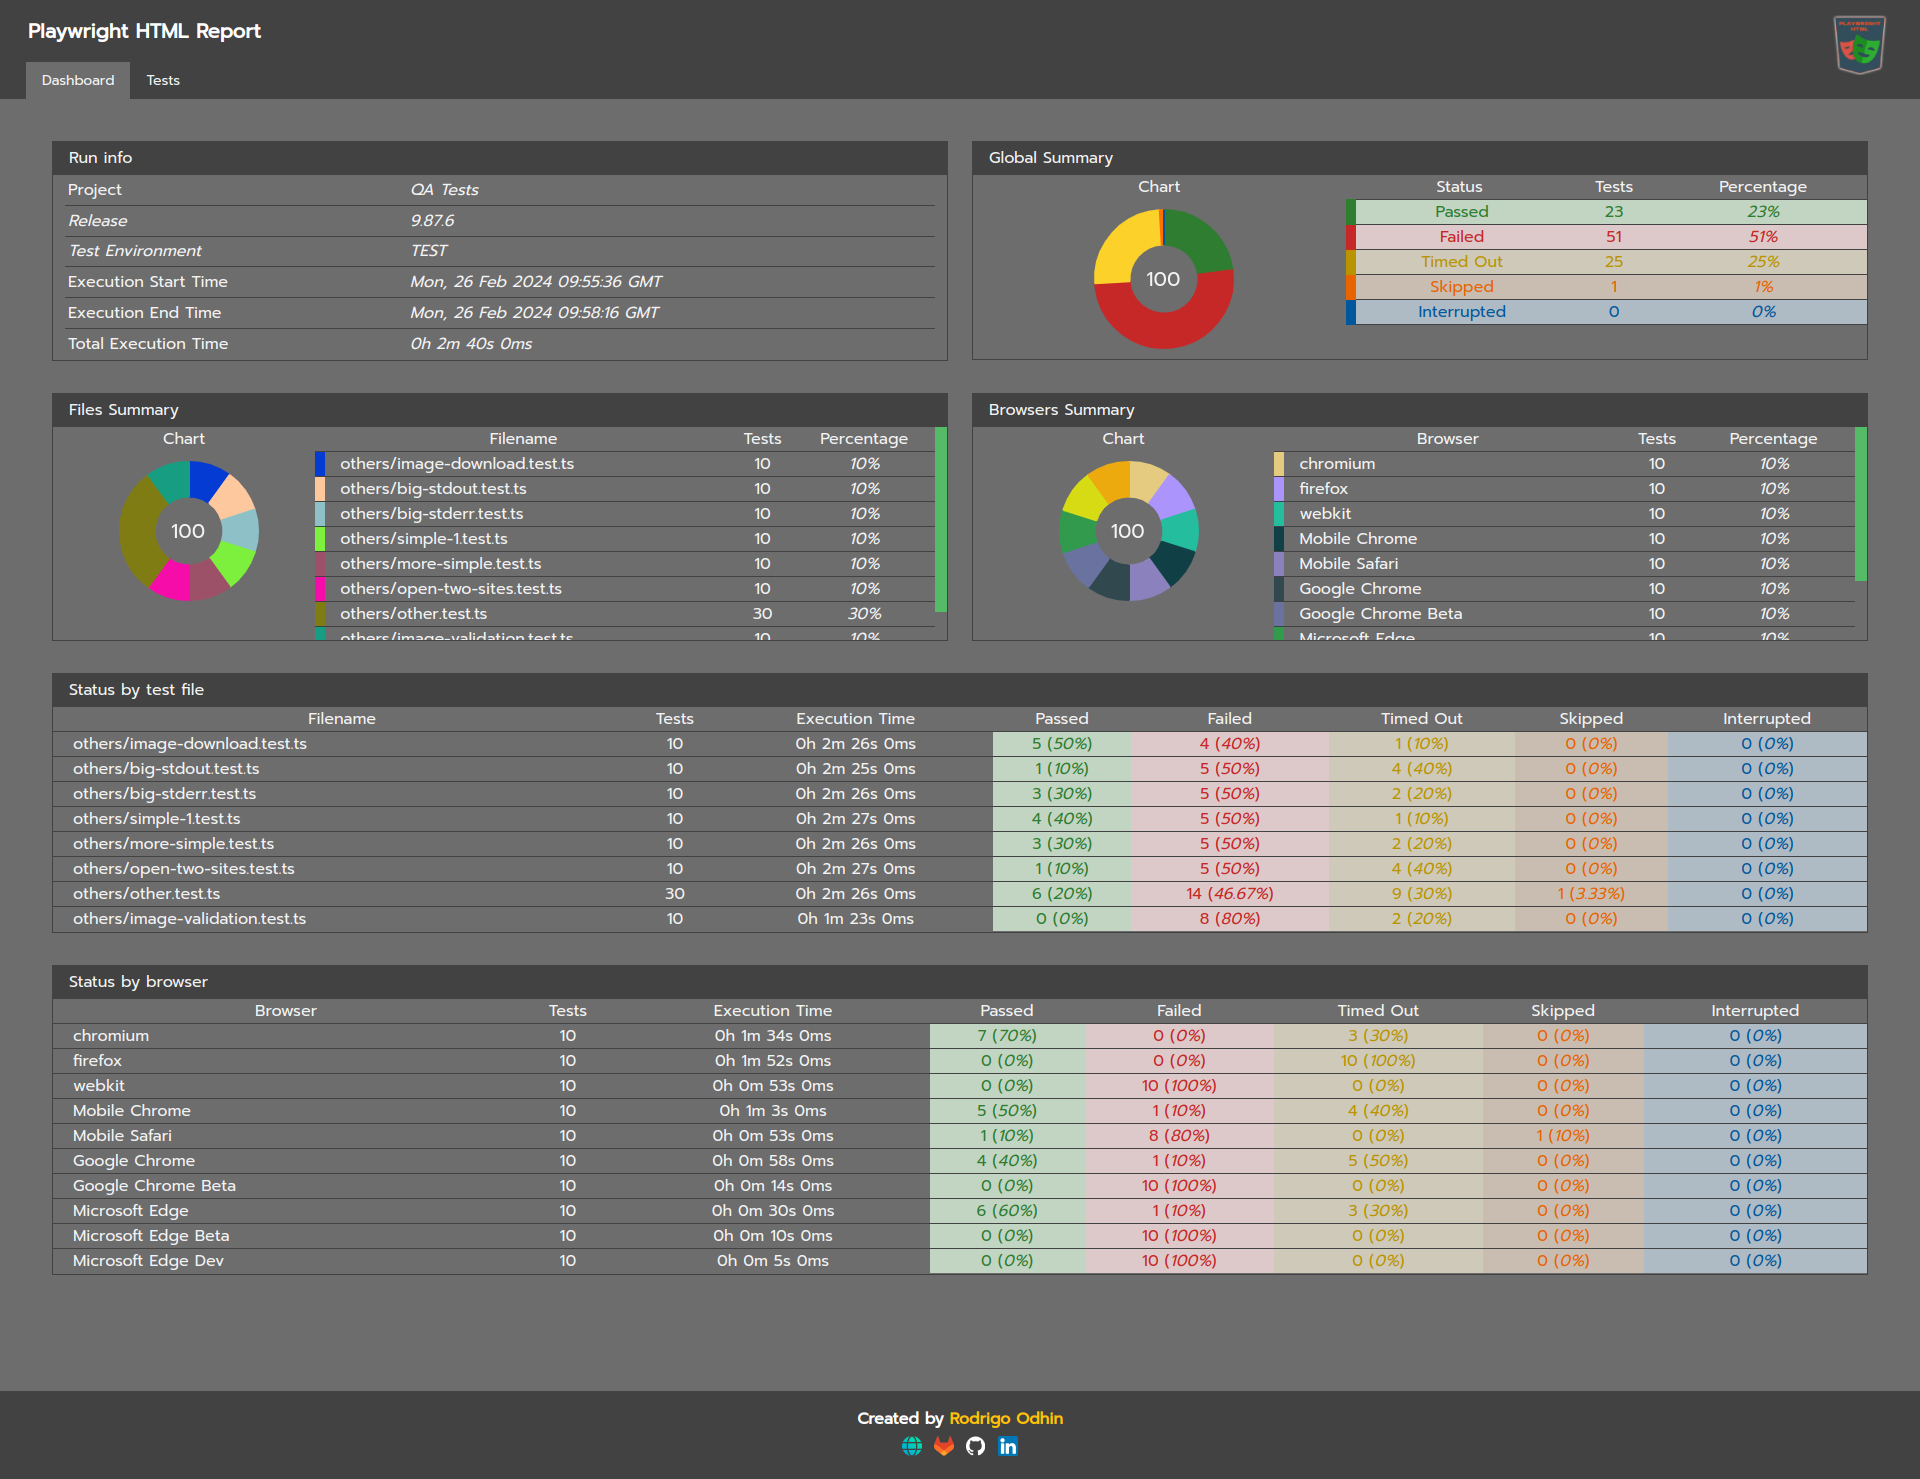 Playwright HTML Report
PLAYWRIGHT
HTML
Dashboard Tests
Run info
Project QA Tests
Release 9.87.6
Test Environment TEST
Execution Start Time Mon, 26 Feb 2024 09:55:36 GMT
Execution End Time Mon, 26 Feb 2024 09:58:16 GMT
Total Execution Time 0h 2m 40s 0ms
Global Summary
Chart Status Tests Percentage
100
Passed 23 23%
Failed 51 51%
Timed Out 25 25%
Skipped 1 1%
Interrupted 0 0%
Files Summary
Chart Filename Tests Percentage
100
others/image-download.test.ts 10 10%
others/big-stdout.test.ts 10 10%
others/big-stderr.test.ts 10 10%
others/simple-1.test.ts 10 10%
others/more-simple.test.ts 10 10%
others/open-two-sites.test.ts 10 10%
others/other.test.ts 30 30%
others/image-validation.test.ts 10 10%
Browsers Summary
Chart Browser Tests Percentage
100
chromium 10 10%
firefox 10 10%
webkit 10 10%
Mobile Chrome 10 10%
Mobile Safari 10 10%
Google Chrome 10 10%
Google Chrome Beta 10 10%
Microsoft Edge 10 10%
Status by test file
Filename Tests Execution Time Passed Failed Timed Out Skipped Interrupted
others/image-download.test.ts 10 0h 2m 26s 0ms 5 (50%) 4 (40%) 1 (10%) 0 (0%) 0 (0%)
others/big-stdout.test.ts 10 0h 2m 25s 0ms 1 (10%) 5 (50%) 4 (40%) 0 (0%) 0 (0%)
others/big-stderr.test.ts 10 0h 2m 26s 0ms 3 (30%) 5 (50%) 2 (20%) 0 (0%) 0 (0%)
others/simple-1.test.ts 10 0h 2m 27s 0ms 4 (40%) 5 (50%) 1 (10%) 0 (0%) 0 (0%)
others/more-simple.test.ts 10 0h 2m 26s 0ms 3 (30%) 5 (50%) 2 (20%) 0 (0%) 0 (0%)
others/open-two-sites.test.ts 10 0h 2m 27s 0ms 1 (10%) 5 (50%) 4 (40%) 0 (0%) 0 (0%)
others/other.test.ts 30 0h 2m 26s 0ms 6 (20%) 14 (46.67%) 9 (30%) 1 (3.33%) 0 (0%)
others/image-validation.test.ts 10 0h 1m 23s 0ms 0 (0%) 8 (80%) 2 (20%) 0 (0%) 0 (0%)
Status by browser
Browser Tests Execution Time Passed Failed Timed Out Skipped Interrupted
chromium 10 0h 1m 34s 0ms 7 (70%) 0 (0%) 3 (30%) 0 (0%) 0 (0%)
firefox 10 0h 1m 52s 0ms 0 (0%) 0 (0%) 10 (100%) 0 (0%) 0 (0%)
webkit 10 0h 0m 53s 0ms 0 (0%) 10 (100%) 0 (0%) 0 (0%) 0 (0%)
Mobile Chrome 10 0h 1m 3s 0ms 5 (50%) 1 (10%) 4 (40%) 0 (0%) 0 (0%)
Mobile Safari 10 0h 0m 53s 0ms 1 (10%) 8 (80%) 0 (0%) 1 (10%) 0 (0%)
Google Chrome 10 0h 0m 58s 0ms 4 (40%) 1 (10%) 5 (50%) 0 (0%) 0 (0%)
Google Chrome Beta 10 0h 0m 14s 0ms 0 (0%) 10 (100%) 0 (0%) 0 (0%) 0 (0%)
Microsoft Edge 10 0h 0m 30s 0ms 6 (60%) 1 (10%) 3 (30%) 0 (0%) 0 (0%)
Microsoft Edge Beta 10 0h 0m 10s 0ms 0 (0%) 10 (100%) 0 (0%) 0 (0%) 0 (0%)
Microsoft Edge Dev 10 0h 0m 5s 0ms 0 (0%) 10 (100%) 0 (0%) 0 (0%) 0 (0%)
Created by Rodrigo Odhin
in